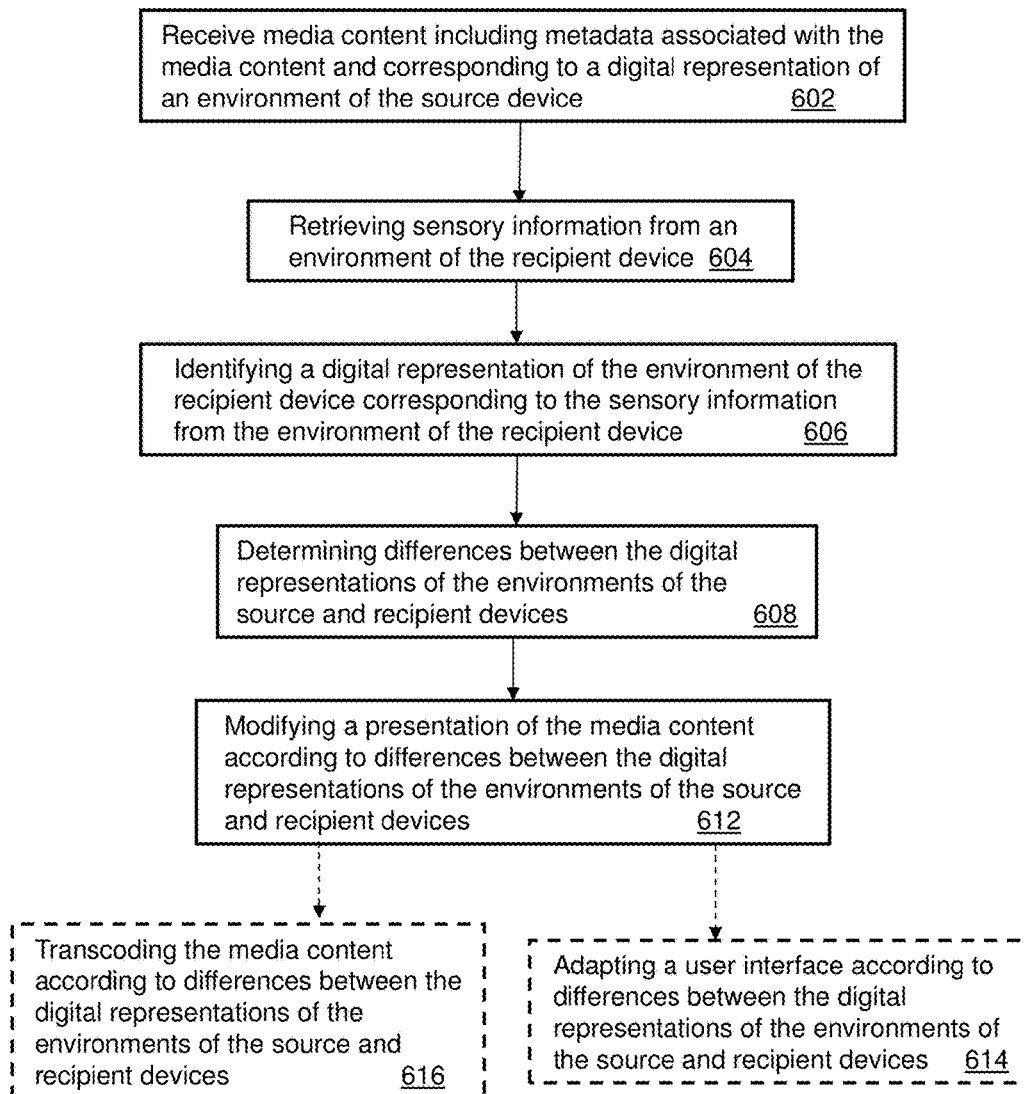 Receive media content including metadata associated with the
media content and corresponding to a digital representation of
an environment of the source device 602
Retrieving sensory information from an
environment of the recipient device 604
Identifying a digital representation of the environment of the
recipient device corresponding to the sensory information
from the environment of the recipient device 606
Determining differences between the digital
representations of the environments of the
source and recipient devices 608
Modifying a presentation of the media content
according to differences between the digital
representations of the environments of the source
and recipient devices 612
Transcoding the media content
according to differences between the
digital representations of the
environments of the source and
recipient devices 616
Adapting a user interface according to
differences between the digital
representations of the environments of
the source and recipient devices 614